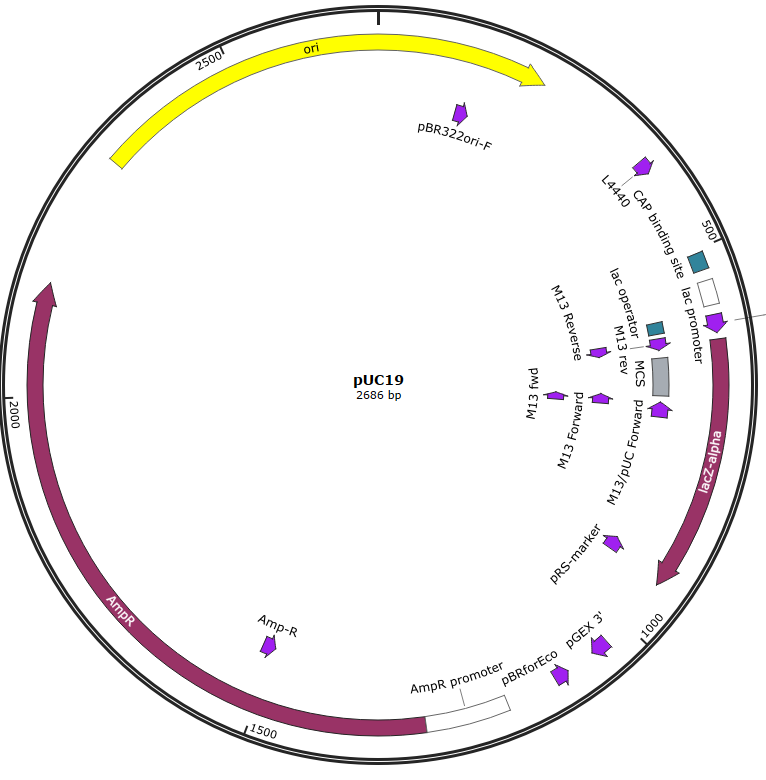 ori
2500
pBR322ori-F
L4440
CAP binding site
500
lac promoter
lac operator
M13 rev
M13 Reverse
MCS
M13 fwd
M13 Forward
M13/pUC Forward
pUC19
2686 bp
lacZ-alpha
2000
pRS-marker
1000
pGEX 3'
pBRforEco
AmpR promoter
Amp-R
AmpR
1500